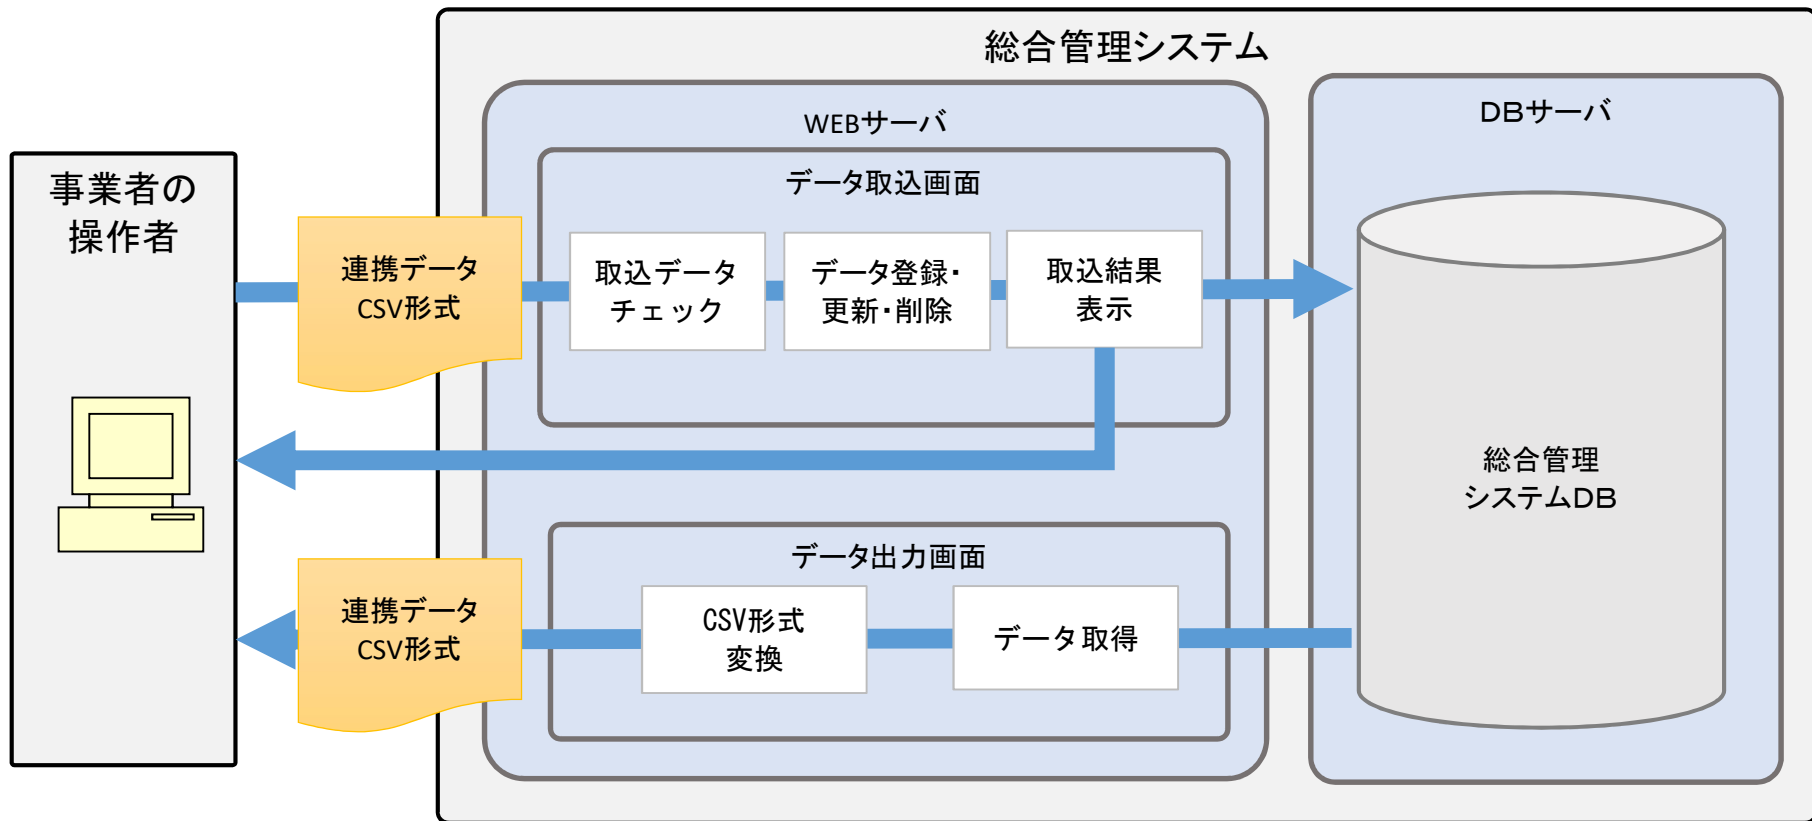 総合管理システム
WEBサーバ
DBサーバ
事業者の
操作者
データ取込画面
連携データ
CSV形式
取込データ
チェック
データ登録・
更新・削除
取込結果
表示
総合管理
システムDB
データ出力画面
連携データ
CSV形式
CSV形式
変換
データ取得